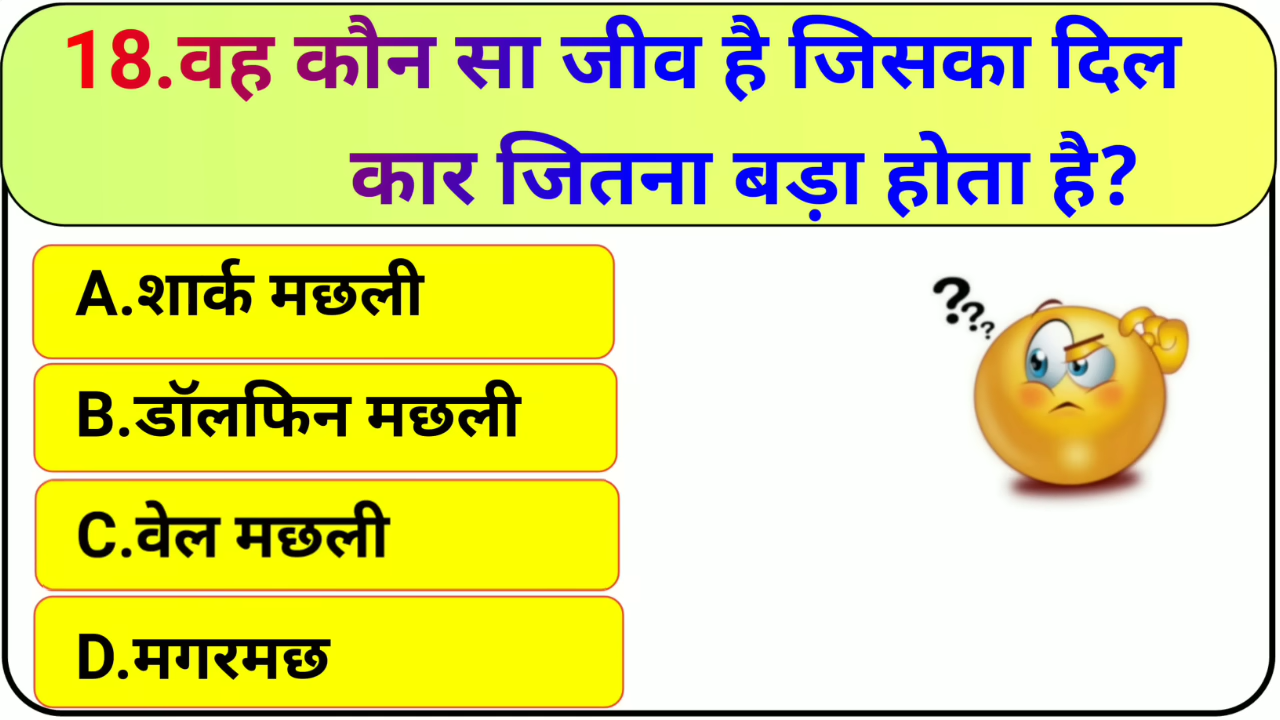 18.वह कौन सा जीव है जिसका दिल
कार जितना बड़ा होता है?
A.शार्क मछली
B.डॉलफिन मछली
C.वेल मछली
D.मगरमछ
???